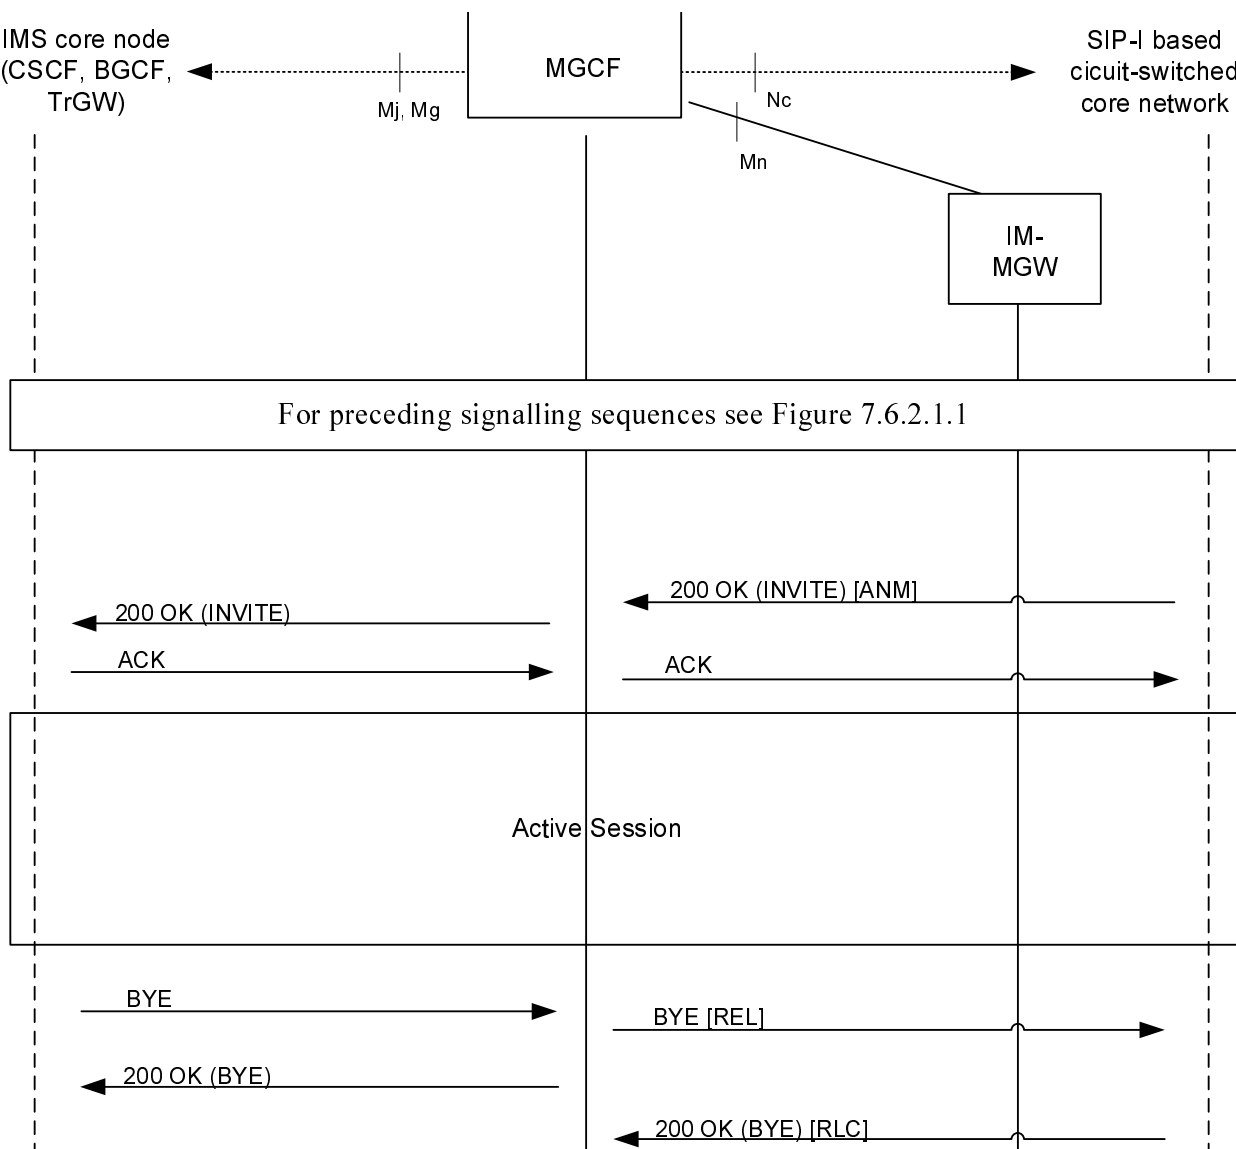 IMS core node
(CSCF, BGCF,
TrGW)
Mj, Mg
MGCF
Nc
Mn
SIP-I based
cicuit-switched
core network
IM-
MGW
For preceding signalling sequences see Figure 7.6.2.1.1
200 OK (INVITE) [ANM]
200 OK (INVITE)
ACK
ACK
Active Session
BYE
BYE [REL]
200 OK (BYE)
200 OK (BYE) [RLC]